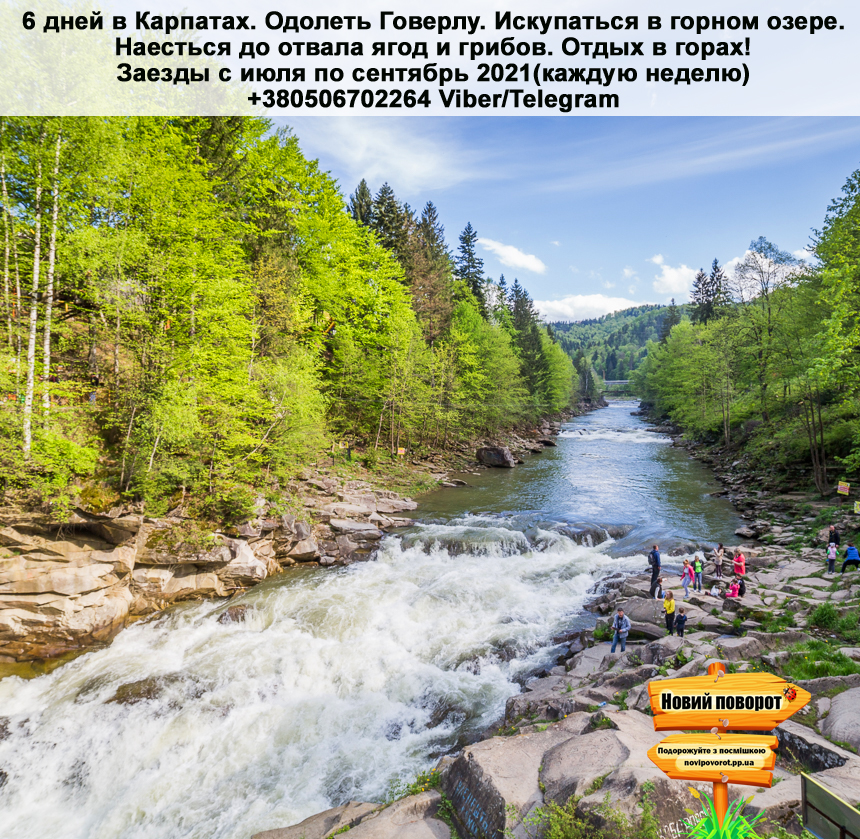 6 дней в Карпатах. Одолеть Говерлу. Искупаться в горном озере.
Наесться до отвала ягод и грибов. Отдых в горах!
Заезды с июля по сентябрь 2021(каждую неделю)
+380506702264 Viber/Telegram
Новий поворот
Подорожуйте з посмішкою
novipovorot.pp.ua